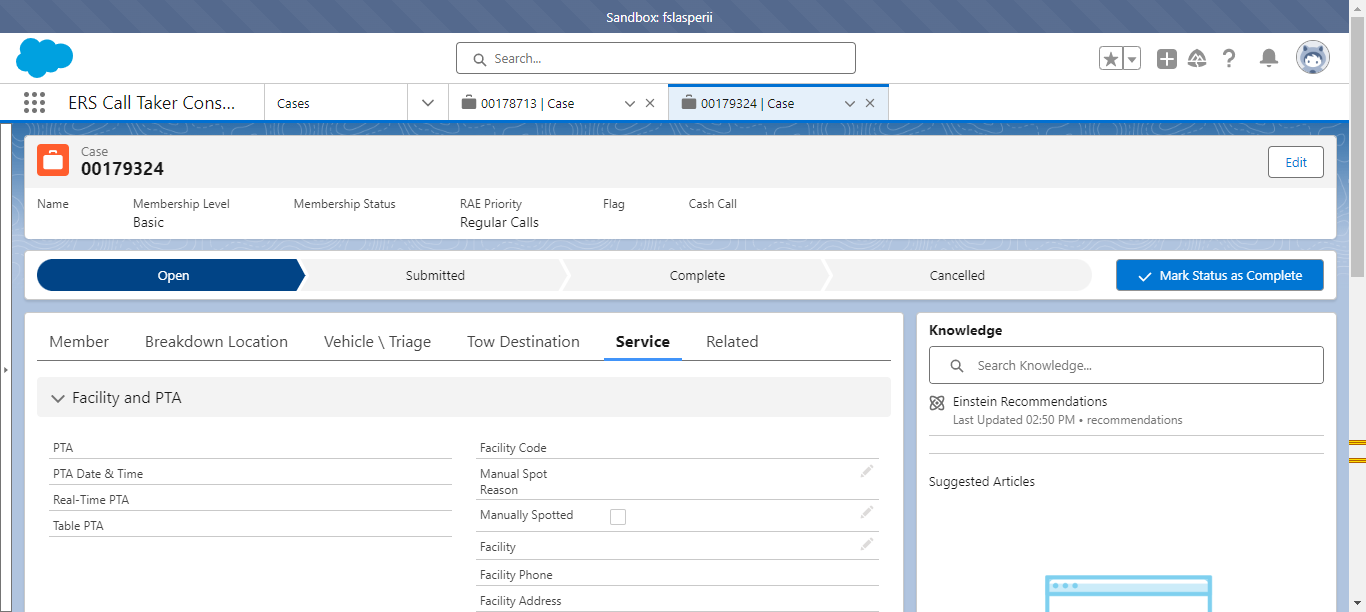 Sandbox: fslasperii
Search...
ERS Call Taker Cons...
Cases
00178713 | Case
00179324 | Case
Case
00179324
Edit
Name
Membership Level
Membership Status
RAE Priority
Flag
Cash Call
Basic
Regular Calls
Open
Submitted
Complete
Cancelled
Mark Status as Complete
Member
Breakdown Location
Vehicle \ Triage
Tow Destination
Service
Related
Facility and PTA
PTA
PTA Date & Time
Real-Time PTA
Table PTA
Facility Code
Manual Spot
Reason
Manually Spotted
Facility
Facility Phone
Facility Address
Knowledge
Search Knowledge...
Einstein Recommendations
Last Updated 02:50 PM • recommendations
Suggested Articles